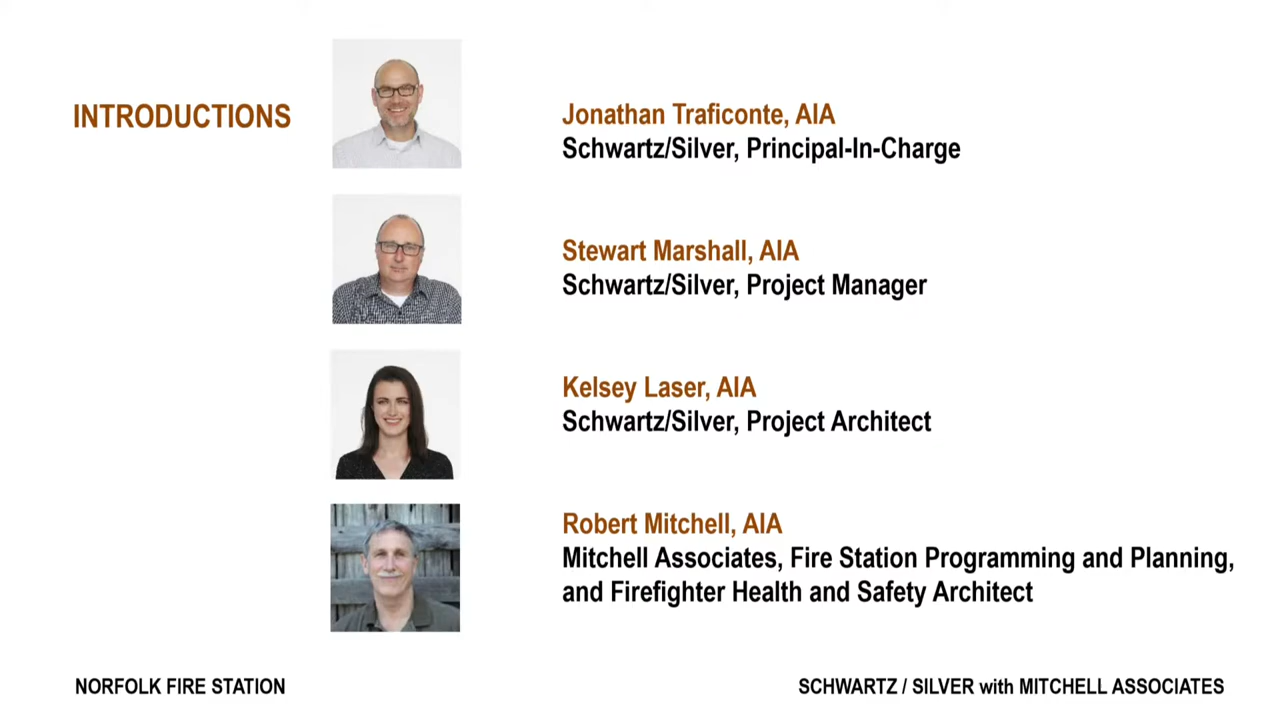 INTRODUCTIONS
Jonathan Traficonte, AIA
Schwartz/Silver, Principal-In-Charge
Stewart Marshall, AIA
Schwartz/Silver, Project Manager
Kelsey Laser, AIA
Schwartz/Silver, Project Architect
Robert Mitchell, AIA
Mitchell Associates, Fire Station Programming and Planning,
and Firefighter Health and Safety Architect
NORFOLK FIRE STATION
SCHWARTZ / SILVER with MITCHELL ASSOCIATES